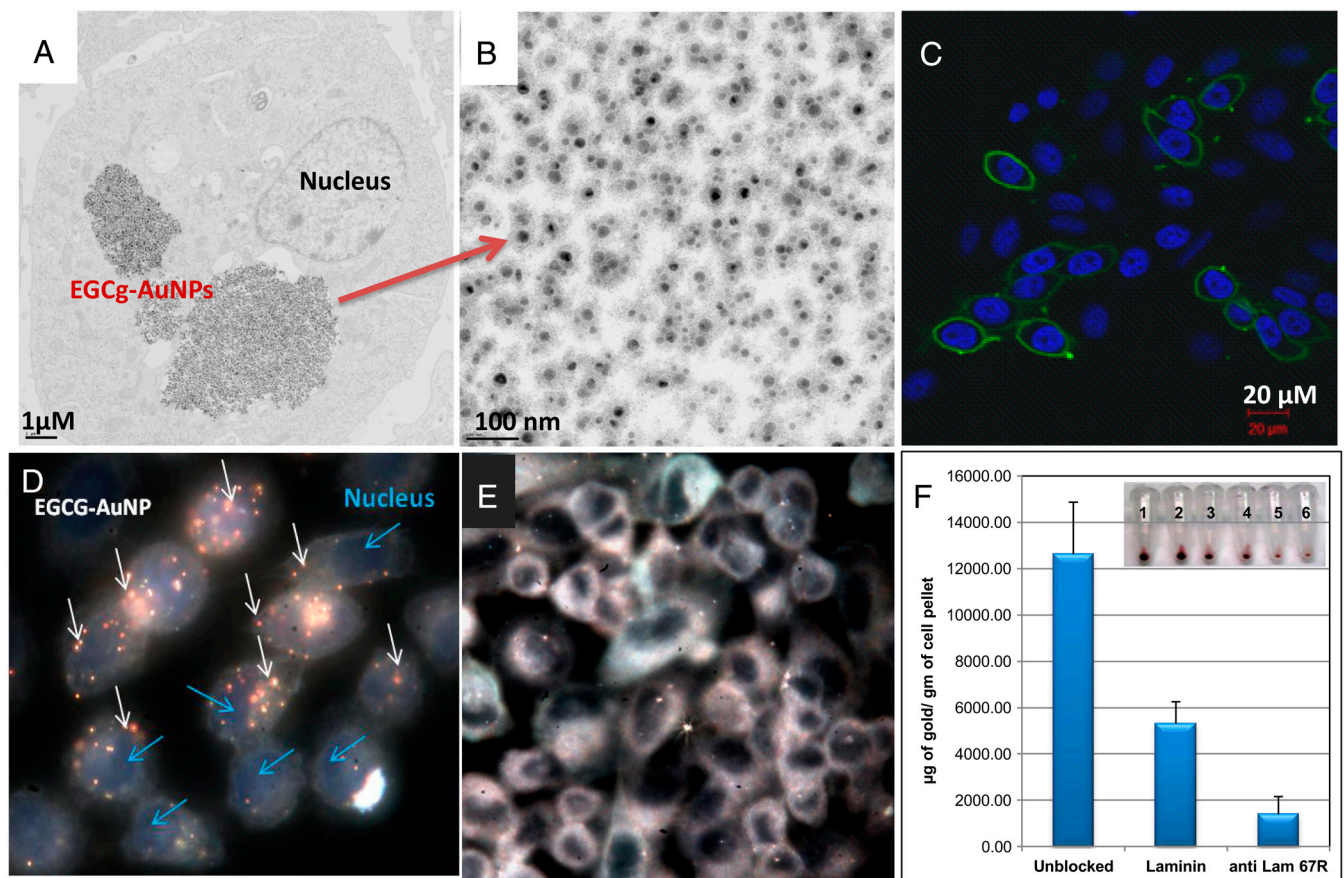 A
Nucleus
EGCg-AuNPs
1µM
B
100 nm
C
20 µM
20 µm
D
EGCG-AuNP
Nucleus
E
F
16000.00
14000.00
12000.00
10000.00
8000.00
6000.00
4000.00
2000.00
0.00
µg of gold/ gm of cell pellet
1 2 3 4 5 6
Unblocked Laminin anti Lam 67R